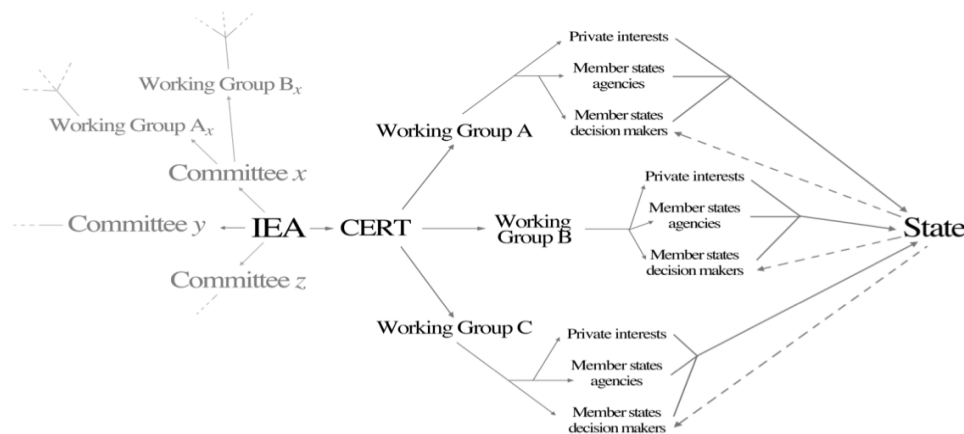 Private interests
Member states
agencies
Member states
decision makers
Working Group Bₓ
Working Group Aₓ
Working Group A
Committee x
Private interests
Member states
agencies
Member states
decision makers
Committee y
IEA
CERT
Working
Group B
State
Committee z
Working Group C
Private interests
Member states
agencies
Member states
decision makers